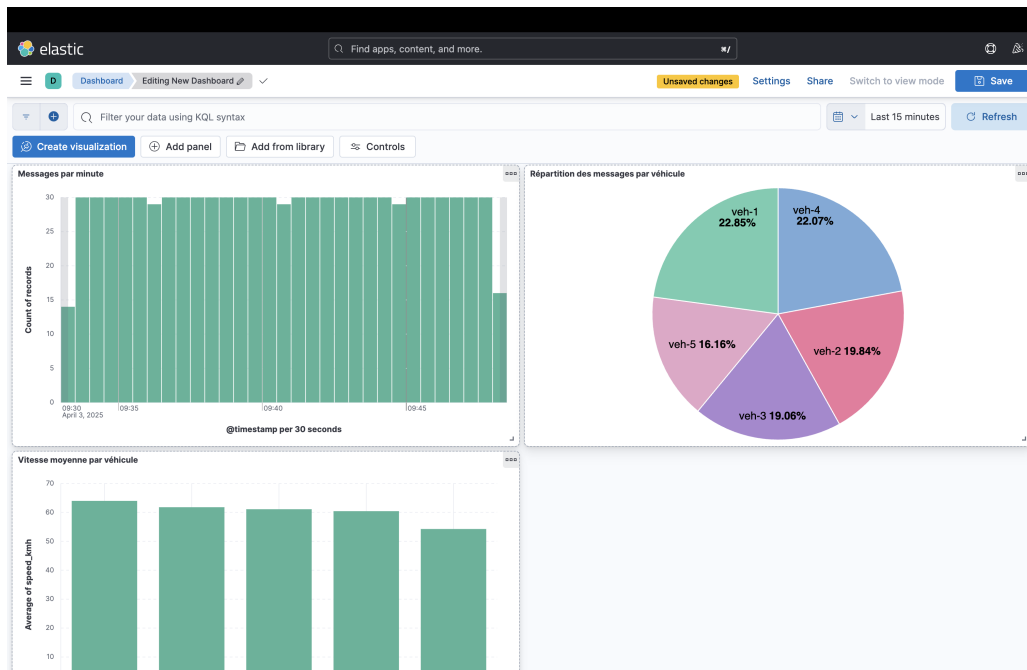 elastic
Find apps, content, and more.
⌘/
D
Dashboard
Editing New Dashboard
Unsaved changes
Settings
Share
Switch to view mode
Save
Filter your data using KQL syntax
Last 15 minutes
Refresh
Create visualization
Add panel
Add from library
Controls
Messages par minute
30
25
20
15
10
5
0
Count of records
09:30
April 3, 2025
09:35
09:40
09:45
@timestamp per 30 seconds
Répartition des messages par véhicule
veh-1
22.85%
veh-4
22.07%
veh-5 16.16%
veh-2 19.84%
veh-3 19.06%
Vitesse moyenne par véhicule
70
60
50
40
30
20
10
Average of speed_kmh